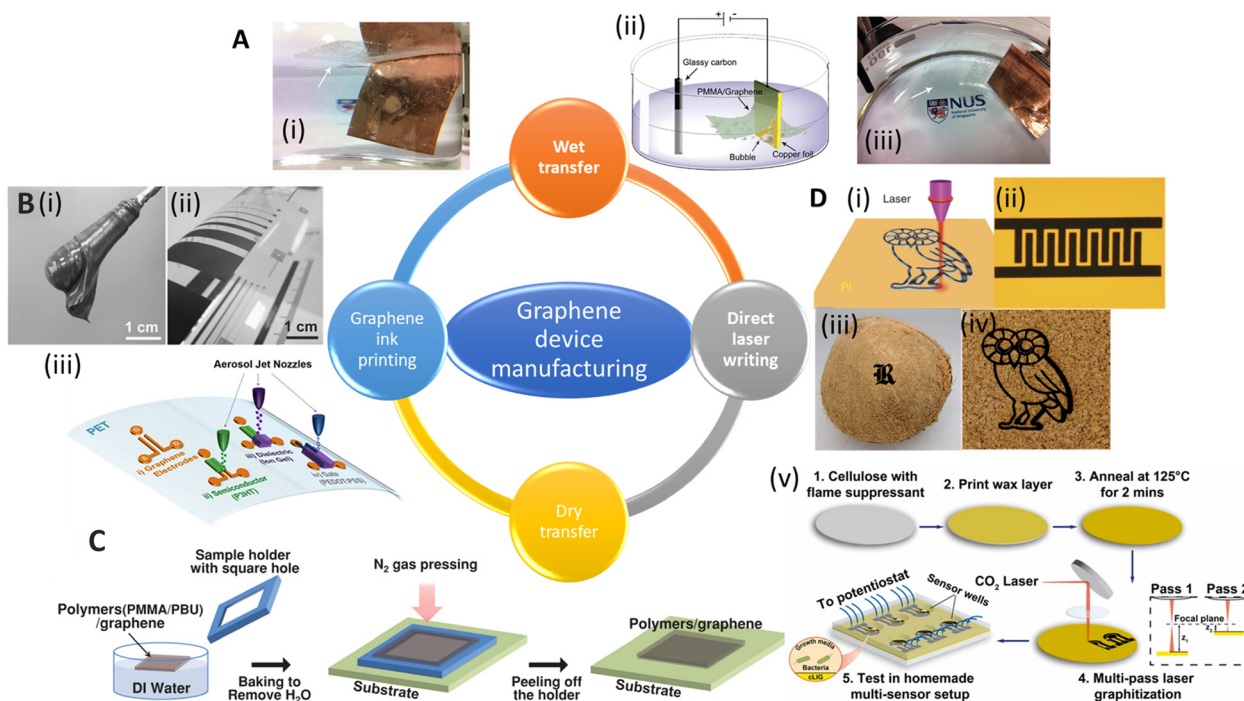 A
(i)
(ii)
+ -
Glassy carbon
PMMA/Graphene
Bubble
Copper foil
NUS
National University
of Singapore
(iii)
Wet
transfer
B
(i)
1 cm
(ii)
1 cm
(iii)
Aerosol Jet Nozzles
PET
i) Graphene
Electrodes
ii) Semiconductor
(P3HT)
iii) Dielectric
(Ion Gel)
iv) Gate
(PEDOT:PSS)
Graphene
ink
printing
Graphene
device
manufacturing
Direct
laser
writing
Dry
transfer
D
(i)
Laser
PI
(ii)
(iii)
R
(iv)
(v)
1. Cellulose with
flame suppressant
2. Print wax layer
3. Anneal at 125°C
for 2 mins
CO2 Laser
Pass 1
Pass 2
Focal plane
z1
z2
4. Multi-pass laser
graphitization
To potentiostat
Sensor wells
Growth media
Bacteria
cLIG
5. Test in homemade
multi-sensor setup
C
Sample holder
with square hole
Polymers(PMMA/PBU)
/graphene
DI Water
Baking to
Remove H2O
N2 gas pressing
Substrate
Peeling off
the holder
Polymers/graphene
Substrate